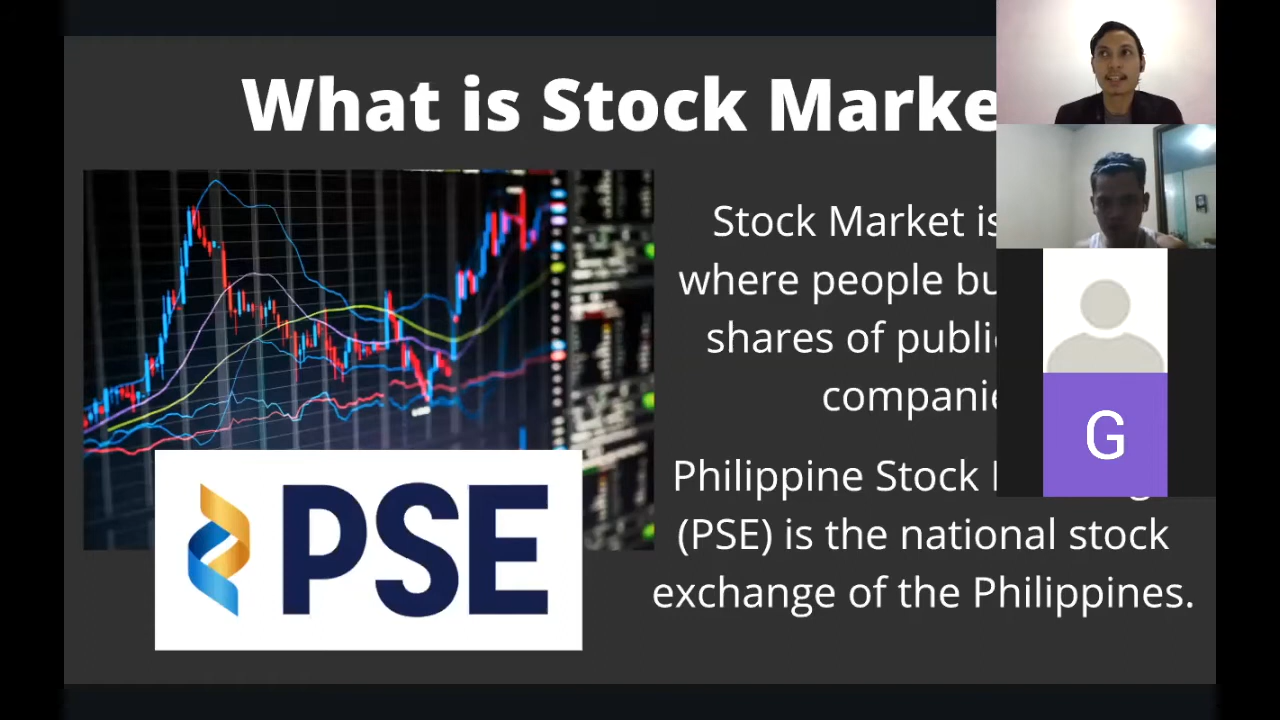 What is Stock Marke
Stock Market is
where people bu
shares of public
companie
Philippine Stock
(PSE) is the national stock
exchange of the Philippines.
PSE
G